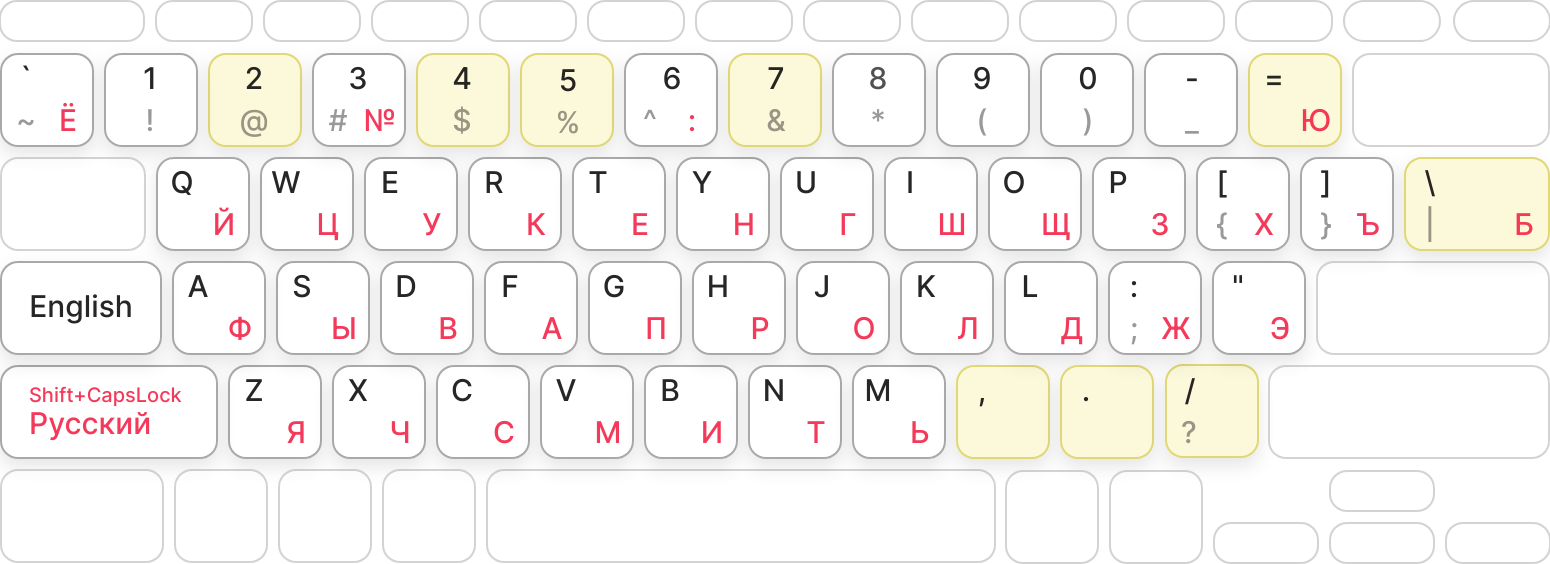 ` 1 2 3 4 5 6 7 8 9 0 - =
~ Ё ! @ # № $ % ^ : & * ( ) _ Ю
Q W E R T Y U I O P [ ] \
Й Ц У К Е Н Г Ш Щ З { Х } Ъ | Б
English
A S D F G H J K L : "
Ф Ы В А П Р О Л Д ; Ж Э
Shift+CapsLock
Русский
Z X C V B N M , . /
Я Ч С М И Т Ь ?